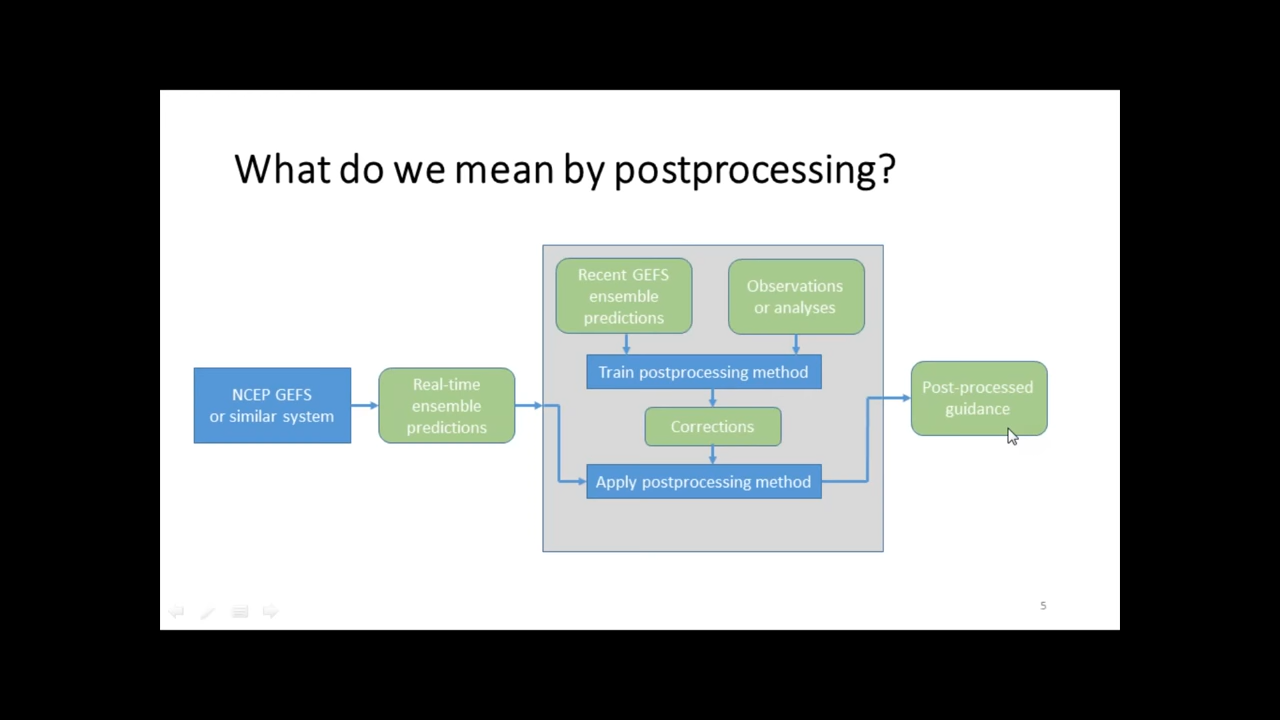 What do we mean by postprocessing?
Recent GEFS
ensemble
predictions
Observations
or analyses
Train postprocessing method
NCEP GEFS
or similar system
Real-time
ensemble
predictions
Corrections
Apply postprocessing method
Post-processed
guidance
5